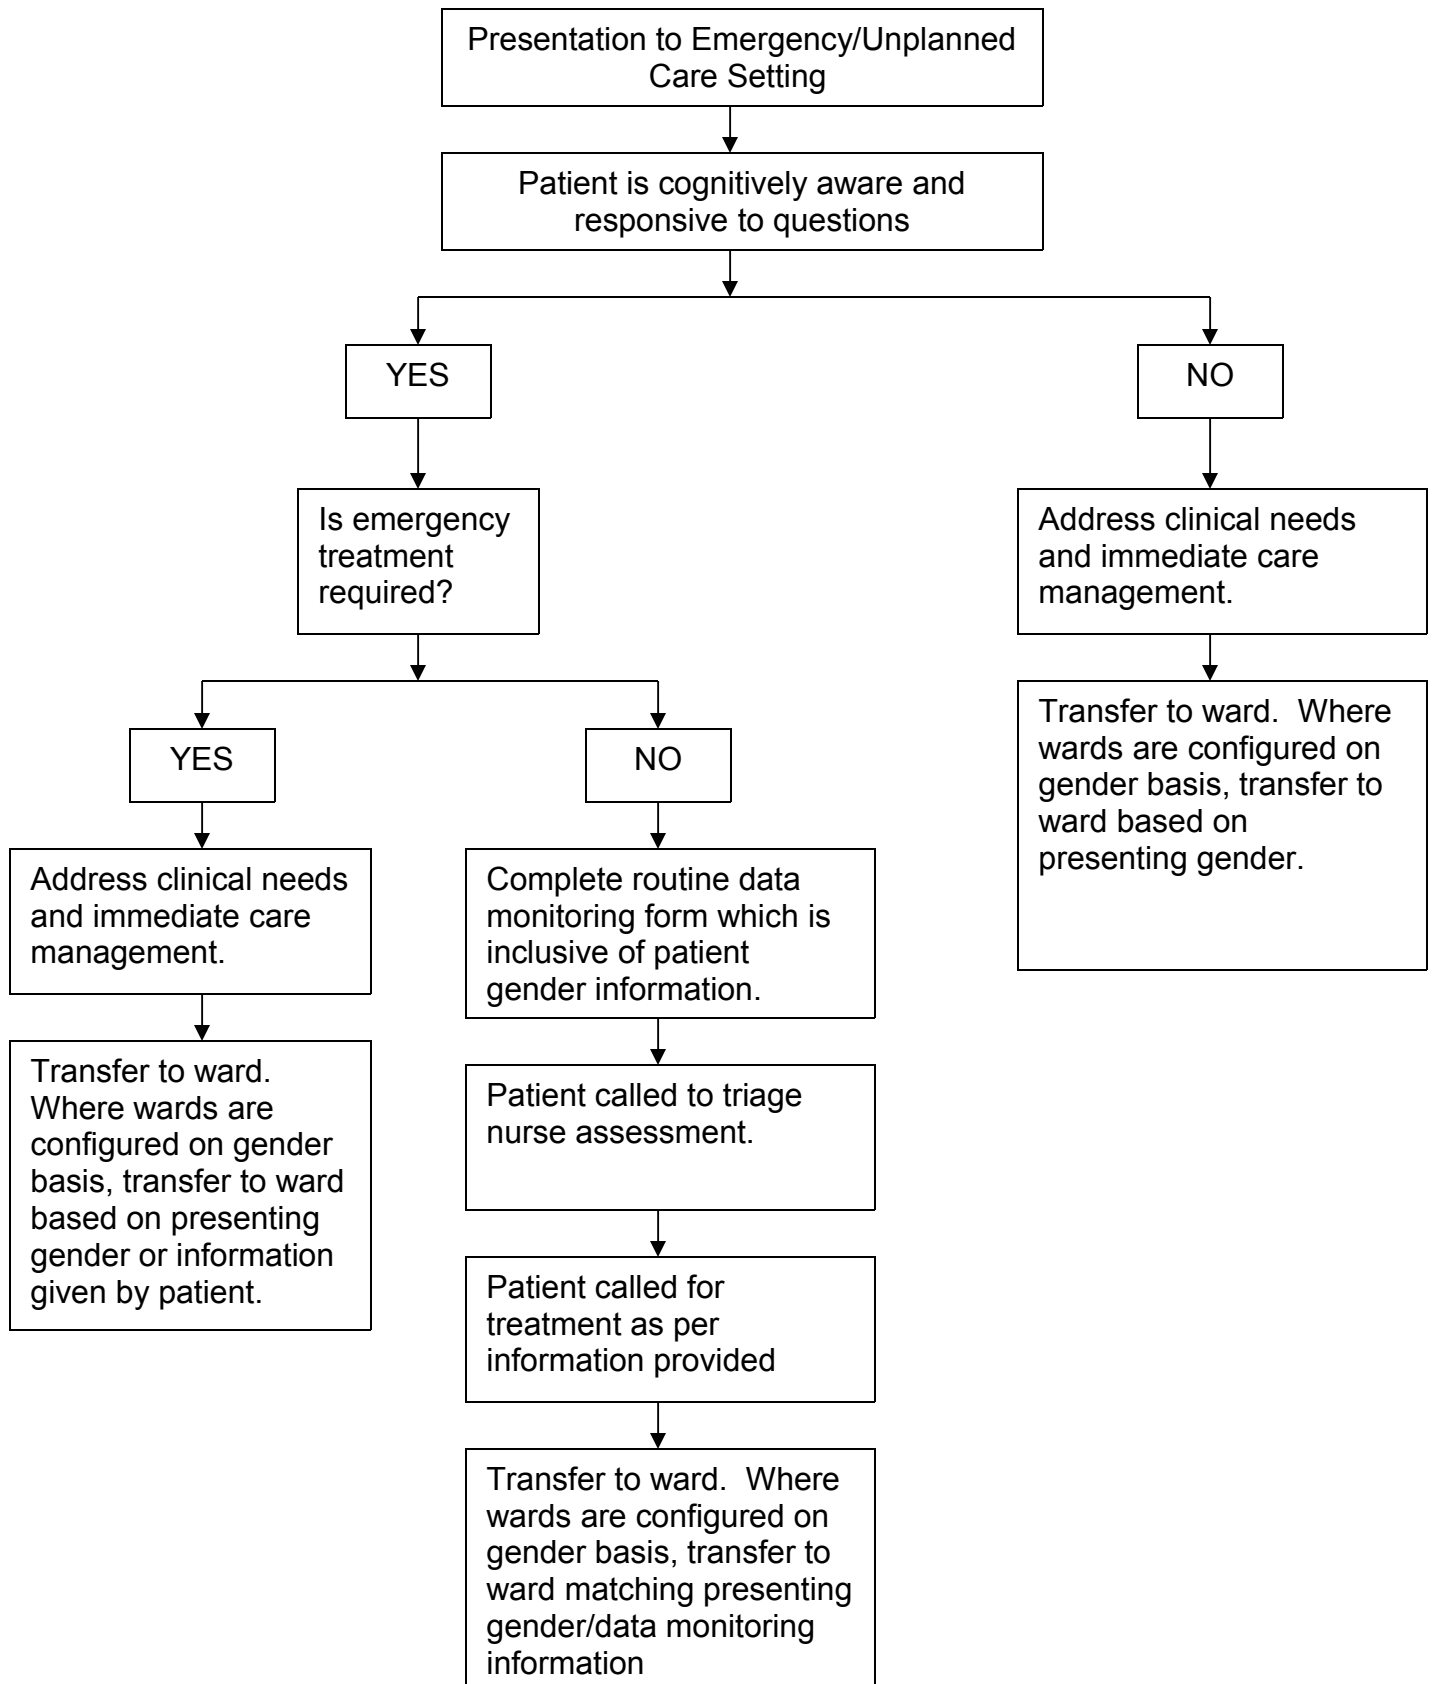 Presentation to Emergency/Unplanned
Care Setting
Patient is cognitively aware and
responsive to questions
YES
NO
Is emergency
treatment
required?
Address clinical needs
and immediate care
management.
Transfer to ward.  Where
wards are configured on
gender basis, transfer to
ward based on
presenting gender.
YES
NO
Address clinical needs
and immediate care
management.
Transfer to ward.
Where wards are
configured on gender
basis, transfer to ward
based on presenting
gender or information
given by patient.
Complete routine data
monitoring form which is
inclusive of patient
gender information.
Patient called to triage
nurse assessment.
Patient called for
treatment as per
information provided
Transfer to ward.  Where
wards are configured on
gender basis, transfer to
ward matching presenting
gender/data monitoring
information